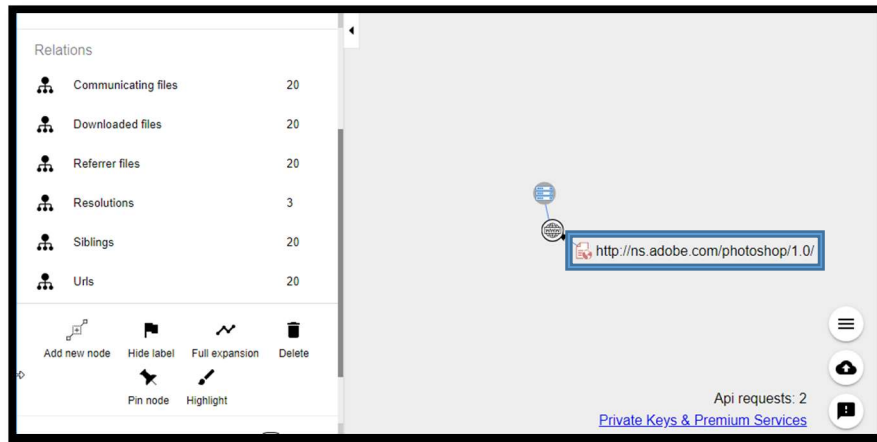 Relations
Communicating files 20
Downloaded files 20
Referrer files 20
Resolutions 3
Siblings 20
Urls 20
Add new node Hide label Full expansion Delete
Pin node Highlight
http://ns.adobe.com/photoshop/1.0/
Api requests: 2
Private Keys & Premium Services